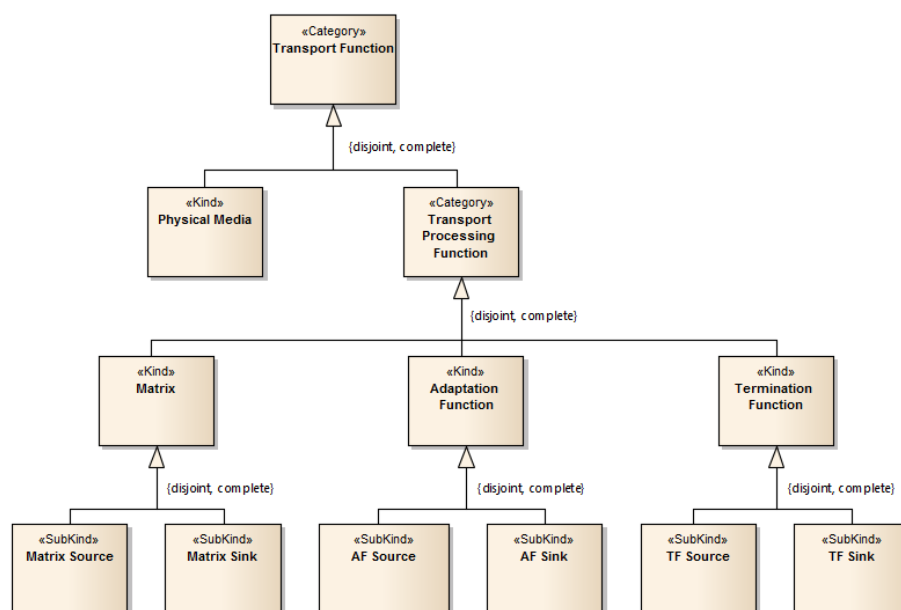 «Category»
Transport Function
{disjoint, complete}
«Kind»
Physical Media
«Category»
Transport
Processing
Function
{disjoint, complete}
«Kind»
Matrix
«Kind»
Adaptation
Function
«Kind»
Termination
Function
{disjoint, complete}
{disjoint, complete}
{disjoint, complete}
«SubKind»
Matrix Source
«SubKind»
Matrix Sink
«SubKind»
AF Source
«SubKind»
AF Sink
«SubKind»
TF Source
«SubKind»
TF Sink